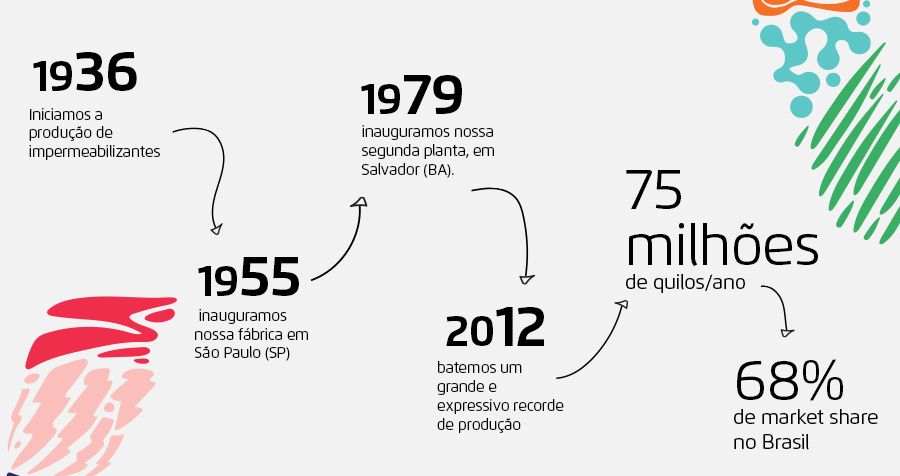 1936
Iniciamos a
produção de
impermeabilizantes
1955
inauguramos
nossa fábrica em
São Paulo (SP)
1979
inauguramos nossa
segunda planta, em
Salvador (BA).
2012
batemos um
grande e
expressivo recorde
de produção
75
milhões
de quilos/ano
68%
de market share
no Brasil